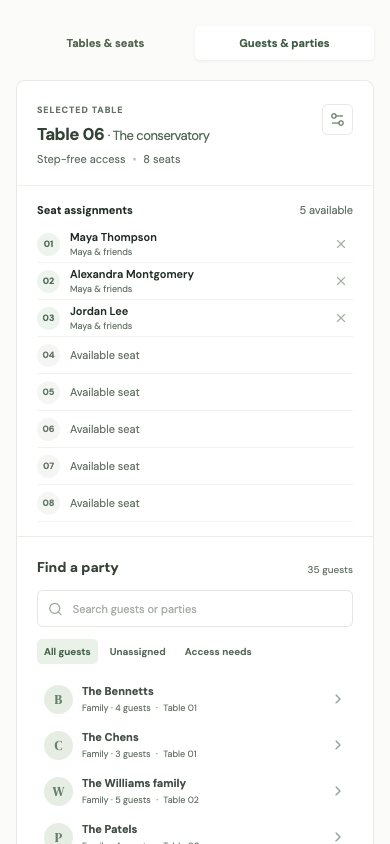 Tables & seats
Guests & parties
SELECTED TABLE
Table 06 · The conservatory
Step-free access • 8 seats
Seat assignments
5 available
01
Maya Thompson
Maya & friends
02
Alexandra Montgomery
Maya & friends
03
Jordan Lee
Maya & friends
04
Available seat
05
Available seat
06
Available seat
07
Available seat
08
Available seat
Find a party
35 guests
Search guests or parties
All guests
Unassigned
Access needs
B
The Bennetts
Family · 4 guests · Table 01
C
The Chens
Family · 3 guests · Table 01
W
The Williams family
Family · 5 guests · Table 02
P
The Patels